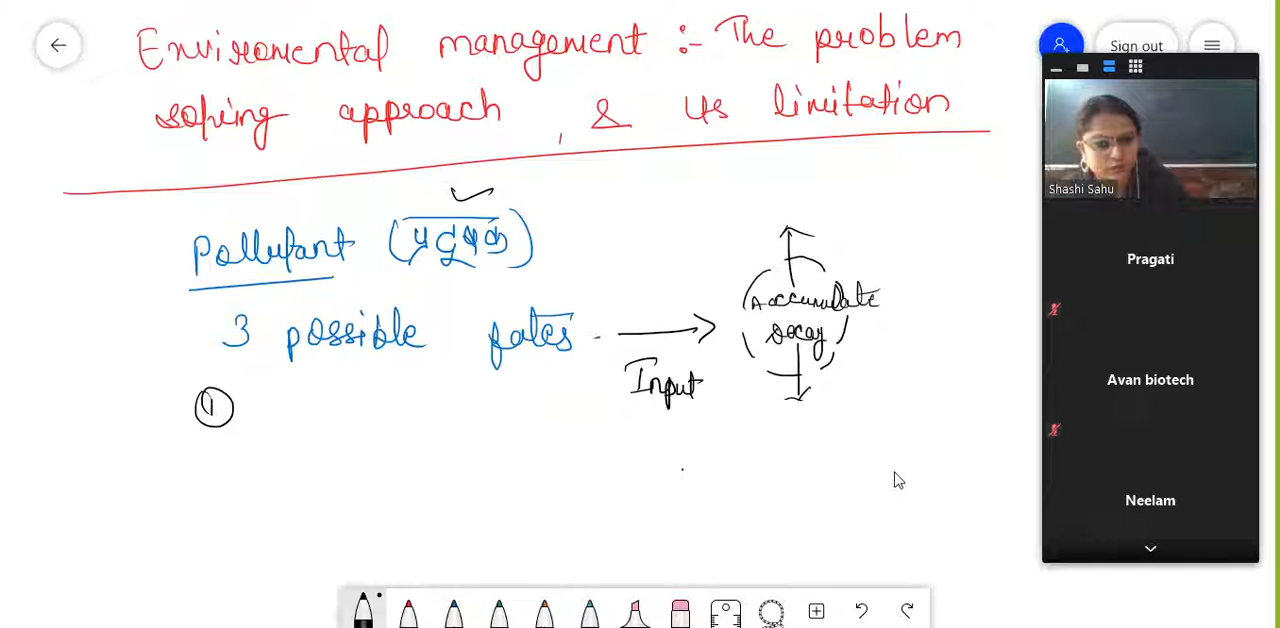 Enviromental management :- The problem
solving approach & its limitation
Pollutant (प्रदूषक)
3 possible fates
Input
Accumulate
Decay
①
Sign out
Shashi Sahu
Pragati
Avan biotech
Neelam